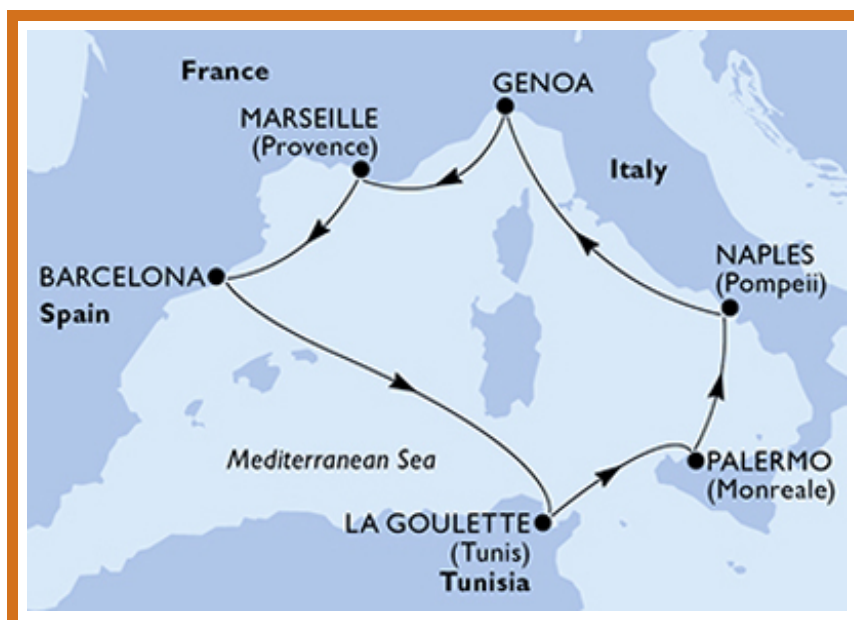 France
GENOA
MARSEILLE
(Provence)
Italy
NAPLES
(Pompeii)
BARCELONA
Spain
Mediterranean Sea
PALERMO
(Monreale)
LA GOULETTE
(Tunis)
Tunisia